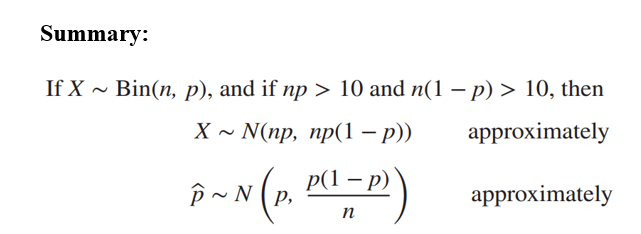 Summary:
If X ~ Bin(n, p), and if np > 10 and n(1 − p) > 10, then
X ~ N(np, np(1 − p)) approximately
p̂ ~ N(p, p(1 − p)/n) approximately